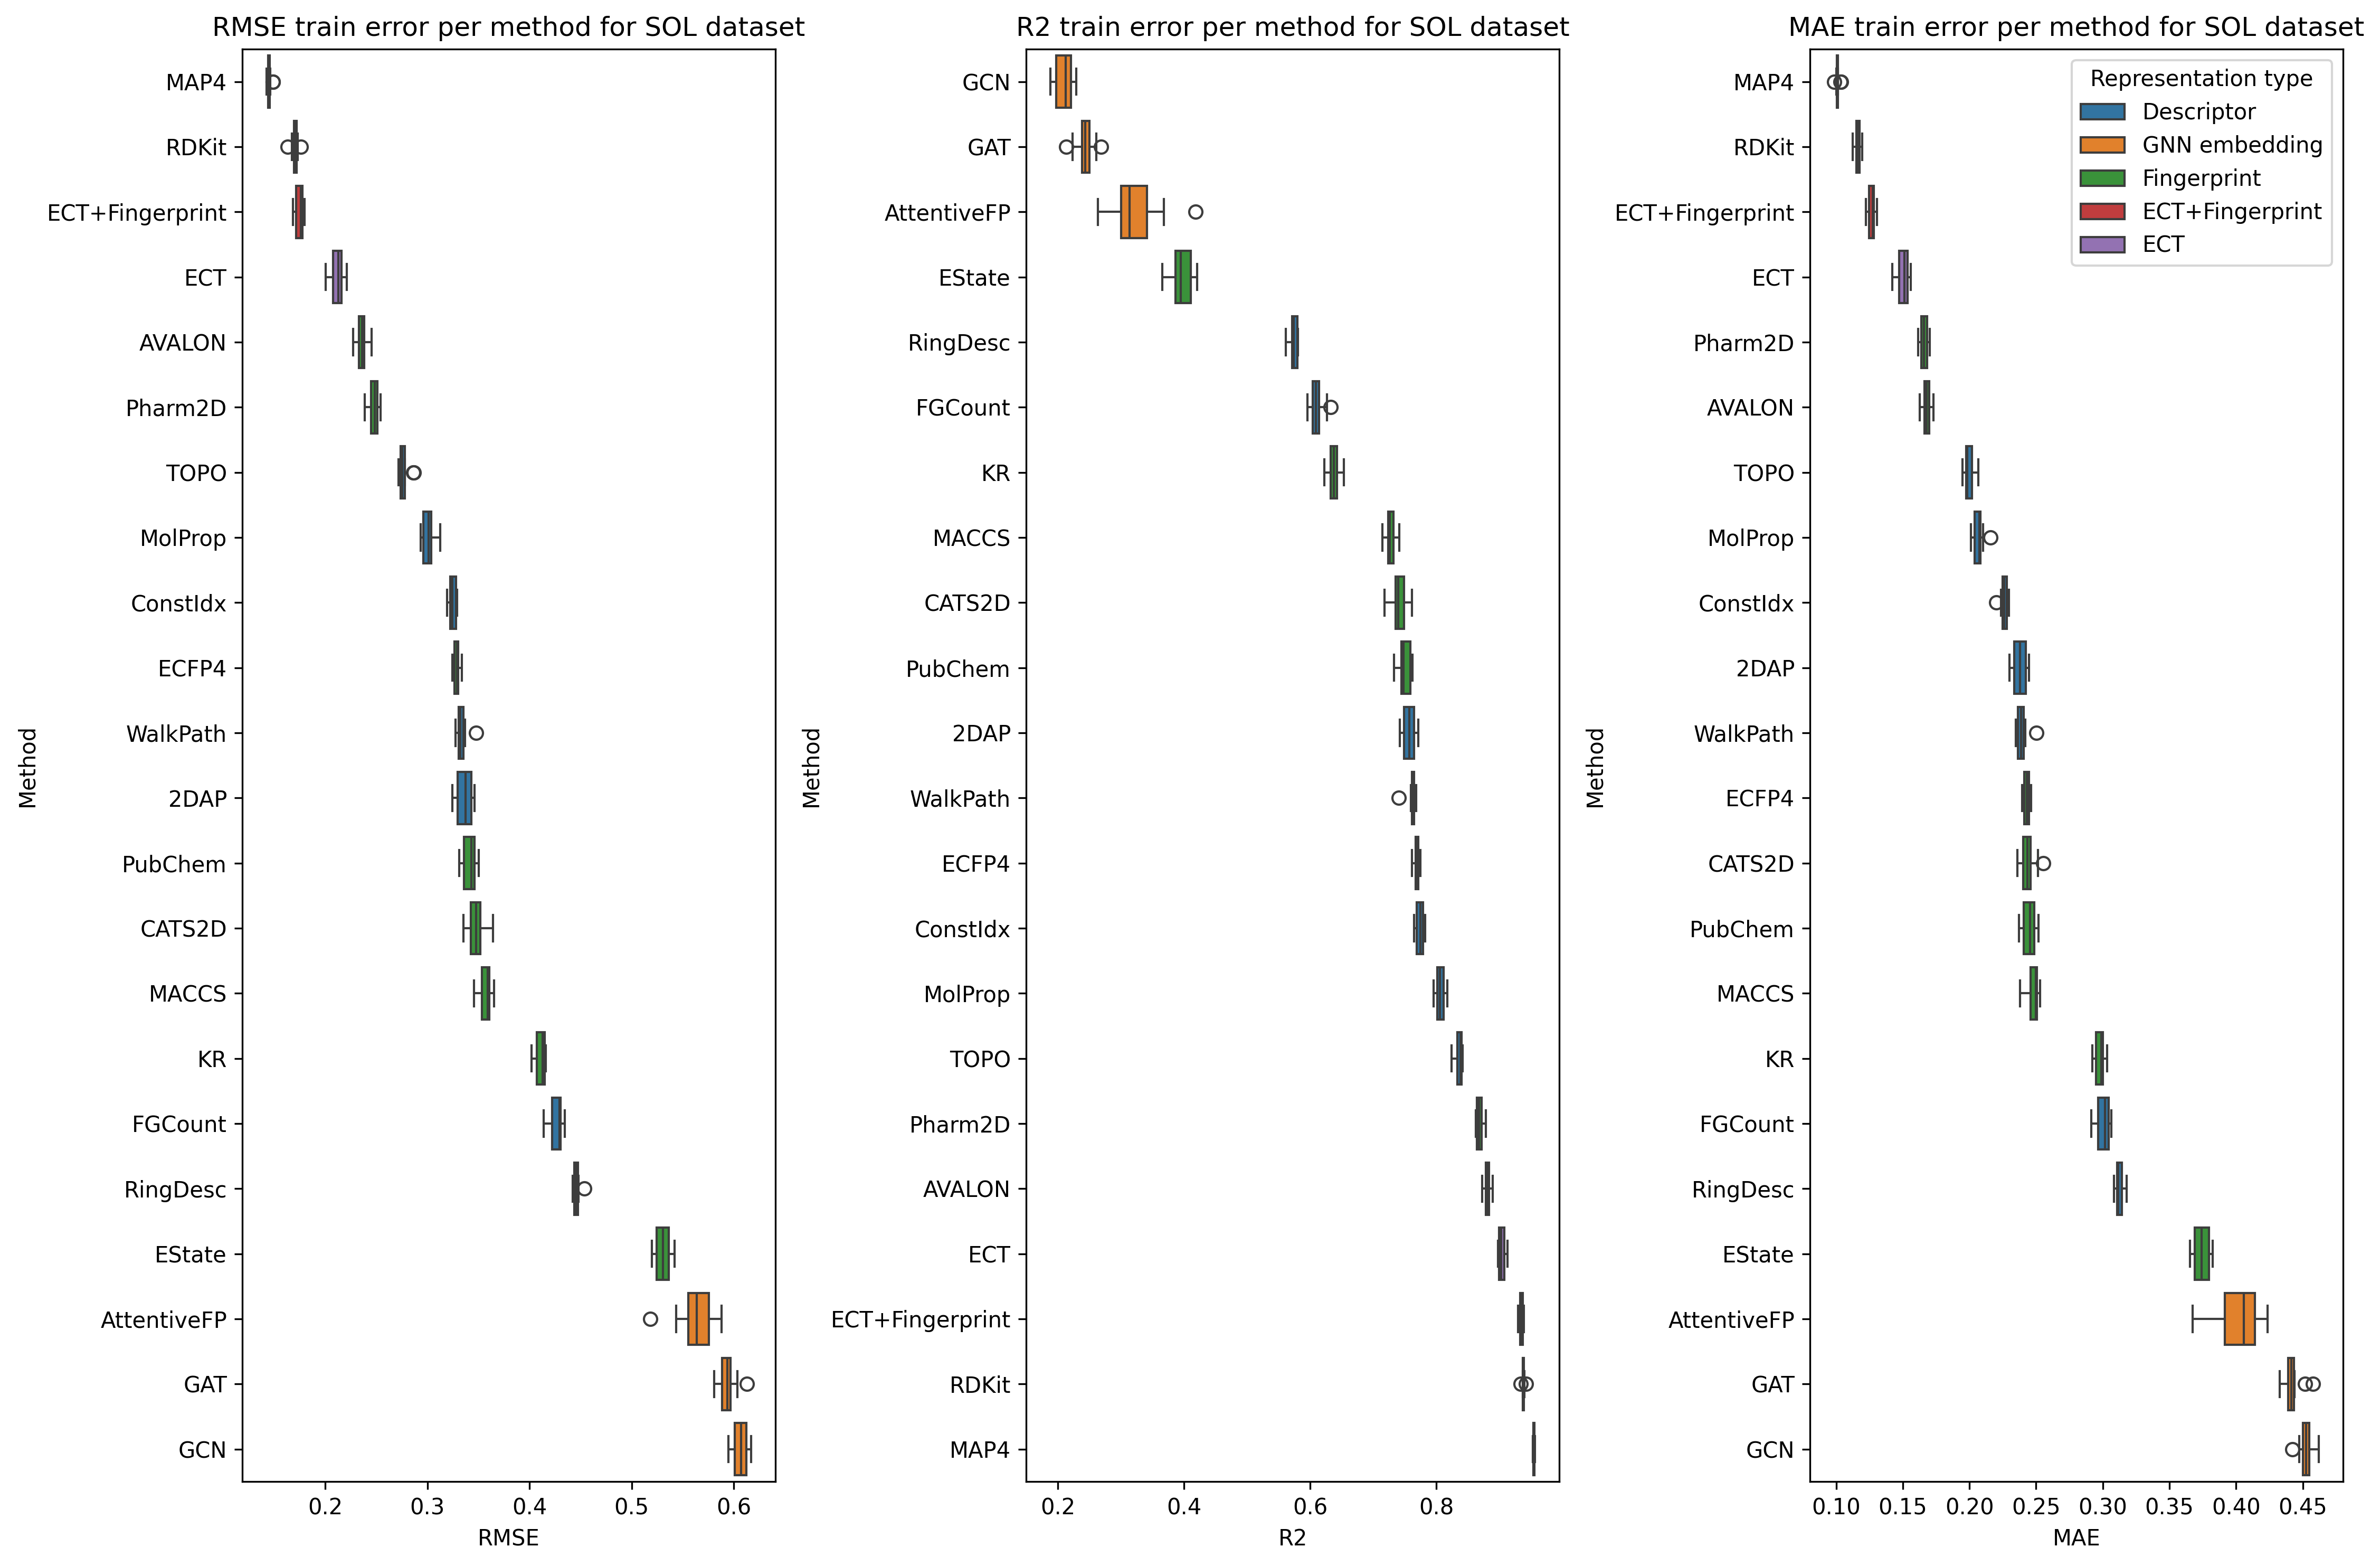 RMSE train error per method for SOL dataset
Method
MAP4
RDKit
ECT+Fingerprint
ECT
AVALON
Pharm2D
TOPO
MolProp
ConstIdx
ECFP4
WalkPath
2DAP
PubChem
CATS2D
MACCS
KR
FGCount
RingDesc
EState
AttentiveFP
GAT
GCN
0.2 0.3 0.4 0.5 0.6
RMSE
R2 train error per method for SOL dataset
Method
GCN
GAT
AttentiveFP
EState
RingDesc
FGCount
KR
MACCS
CATS2D
PubChem
2DAP
WalkPath
ECFP4
ConstIdx
MolProp
TOPO
Pharm2D
AVALON
ECT
ECT+Fingerprint
RDKit
MAP4
0.2 0.4 0.6 0.8
R2
MAE train error per method for SOL dataset
Method
MAP4
RDKit
ECT+Fingerprint
ECT
Pharm2D
AVALON
TOPO
MolProp
ConstIdx
2DAP
WalkPath
ECFP4
CATS2D
PubChem
MACCS
KR
FGCount
RingDesc
EState
AttentiveFP
GAT
GCN
0.10 0.15 0.20 0.25 0.30 0.35 0.40 0.45
MAE
Representation type
Descriptor
GNN embedding
Fingerprint
ECT+Fingerprint
ECT